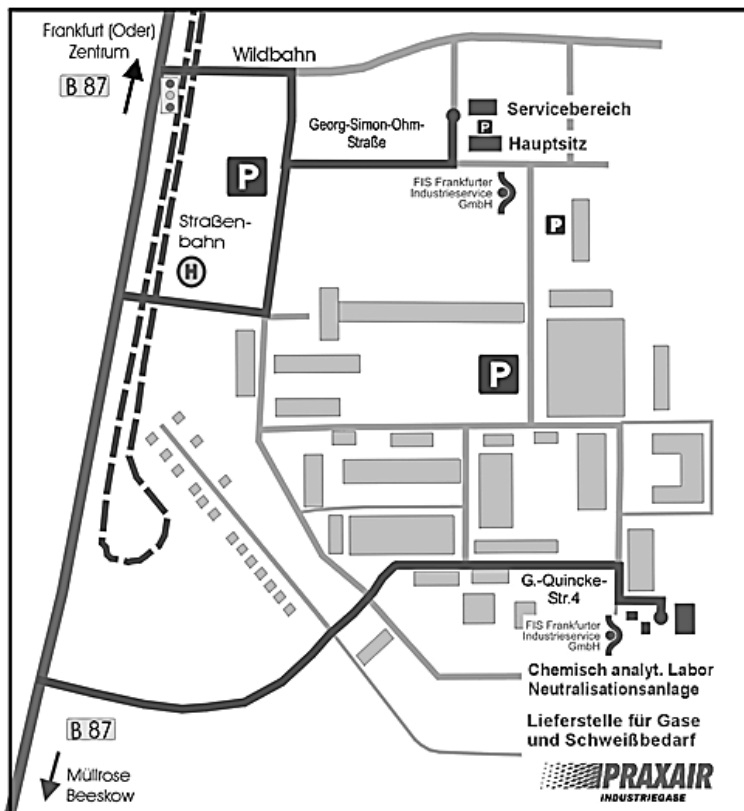 Frankfurt (Oder)
Zentrum
B 87
Wildbahn
Georg-Simon-Ohm-
Straße
Servicebereich
P
Hauptsitz
FIS Frankfurter
Industrieservice
GmbH
P
Straßen-
bahn
H
P
P
G.-Quincke-
Str.4
FIS Frankfurter
Industrieservice
GmbH
Chemisch analyt. Labor
Neutralisationsanlage
Lieferstelle für Gase
und Schweißbedarf
B 87
Müllrose
Beeskow
PRAXAIR
INDUSTRIEGASE